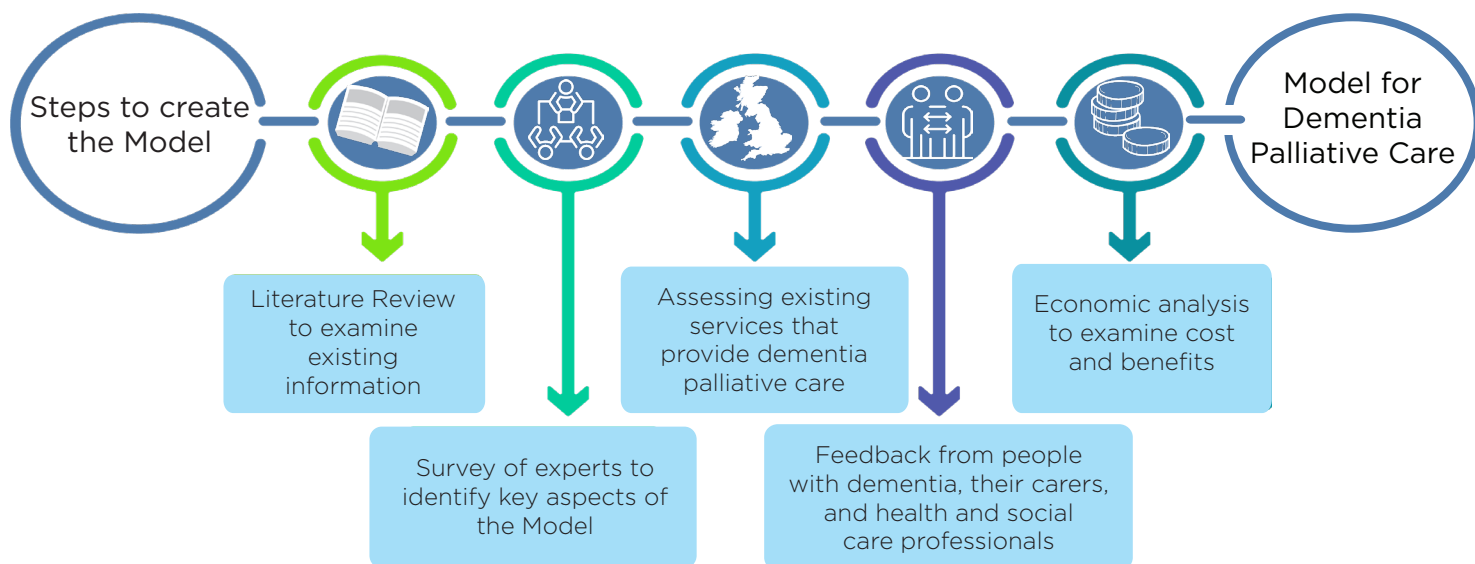 Steps to create
the Model
Model for
Dementia
Palliative Care
Literature Review
to examine
existing
information
Survey of experts to
identify key aspects of
the Model
Assessing existing
services that
provide dementia
palliative care
Feedback from people
with dementia, their carers,
and health and social
care professionals
Economic analysis
to examine cost
and benefits